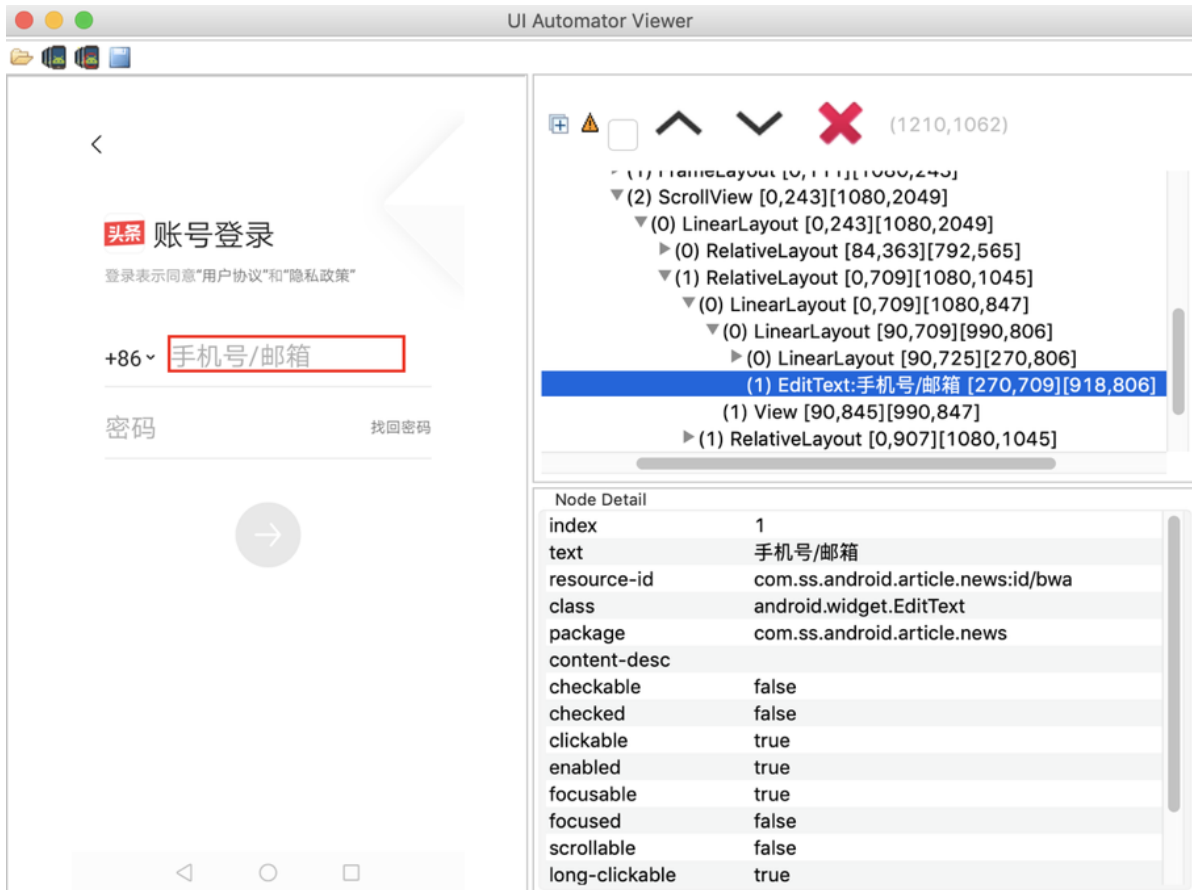 UI Automator Viewer
头条 账号登录
登录表示同意“用户协议”和“隐私政策”
+86 手机号/邮箱
密码 找回密码
(1210,1062)
(1) FrameLayout [0,111][1080,243]
(2) ScrollView [0,243][1080,2049]
(0) LinearLayout [0,243][1080,2049]
(0) RelativeLayout [84,363][792,565]
(1) RelativeLayout [0,709][1080,1045]
(0) LinearLayout [0,709][1080,847]
(0) LinearLayout [90,709][990,806]
(0) LinearLayout [90,725][270,806]
(1) EditText:手机号/邮箱 [270,709][918,806]
(1) View [90,845][990,847]
(1) RelativeLayout [0,907][1080,1045]
Node Detail
index 1
text 手机号/邮箱
resource-id com.ss.android.article.news:id/bwa
class android.widget.EditText
package com.ss.android.article.news
content-desc
checkable false
checked false
clickable true
enabled true
focusable true
focused false
scrollable false
long-clickable true